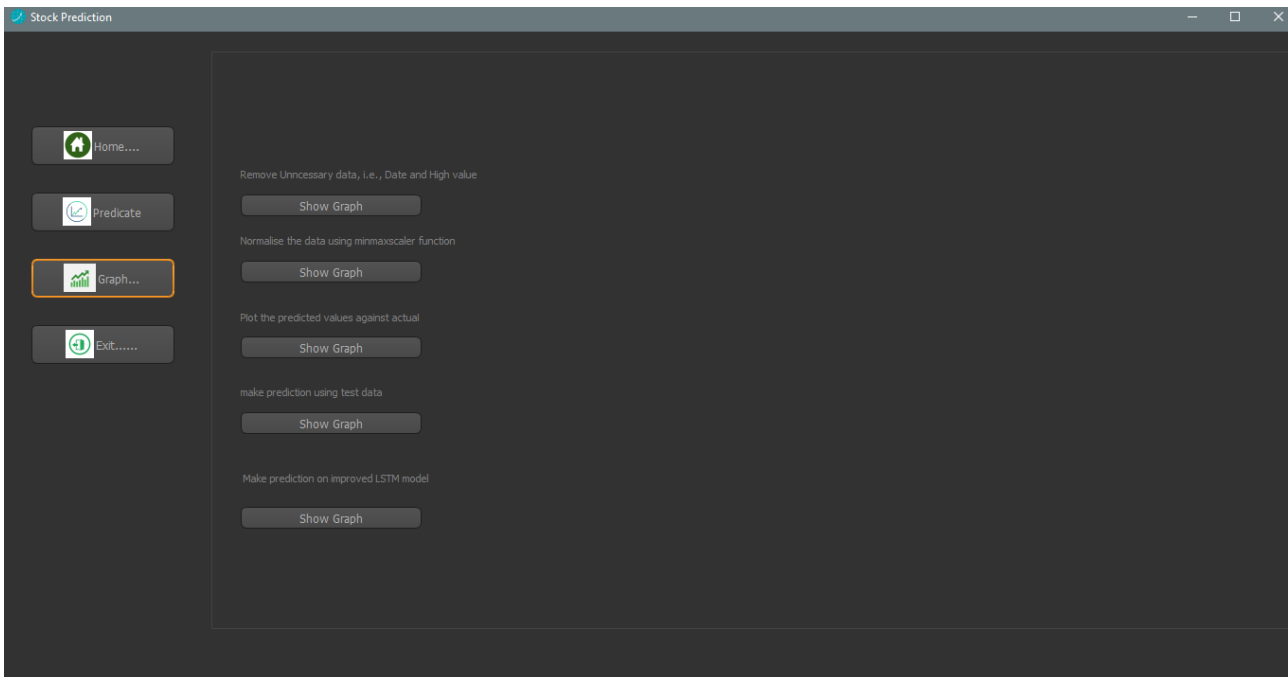 Stock Prediction
Home....
Predicate
Graph...
Exit......
Remove Unncessary data, i.e., Date and High value
Show Graph
Normalise the data using minmaxscaler function
Show Graph
Plot the predicted values against actual
Show Graph
make prediction using test data
Show Graph
Make prediction on improved LSTM model
Show Graph